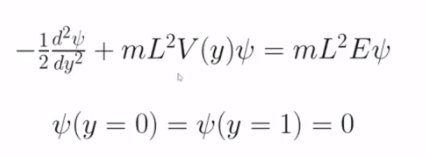 $-\frac{1}{2}\frac{d^2\psi}{dy^2} + mL^2V(y)\psi = mL^2E\psi$
$\psi(y = 0) = \psi(y = 1) = 0$